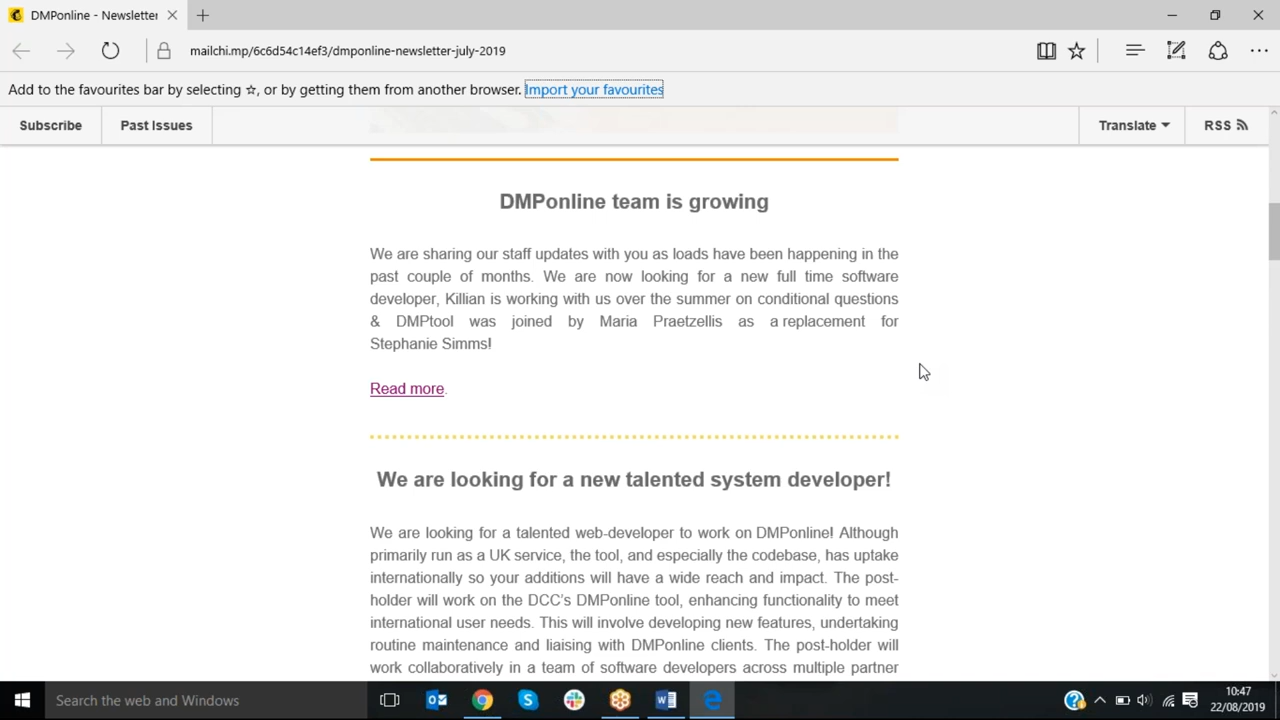 DMPonline - Newsletter
mailchi.mp/6c6d54c14ef3/dmponline-newsletter-july-2019
Add to the favourites bar by selecting ☆, or by getting them from another browser. Import your favourites
Subscribe
Past Issues
Translate
RSS
DMPonline team is growing
We are sharing our staff updates with you as loads have been happening in the
past couple of months. We are now looking for a new full time software
developer, Killian is working with us over the summer on conditional questions
& DMPtool was joined by Maria Praetzellis as a replacement for
Stephanie Simms!
Read more.
We are looking for a new talented system developer!
We are looking for a talented web-developer to work on DMPonline! Although
primarily run as a UK service, the tool, and especially the codebase, has uptake
internationally so your additions will have a wide reach and impact. The post-
holder will work on the DCC's DMPonline tool, enhancing functionality to meet
international user needs. This will involve developing new features, undertaking
routine maintenance and liaising with DMPonline clients. The post-holder will
work collaboratively in a team of software developers across multiple partner
Search the web and Windows
10:47
22/08/2019